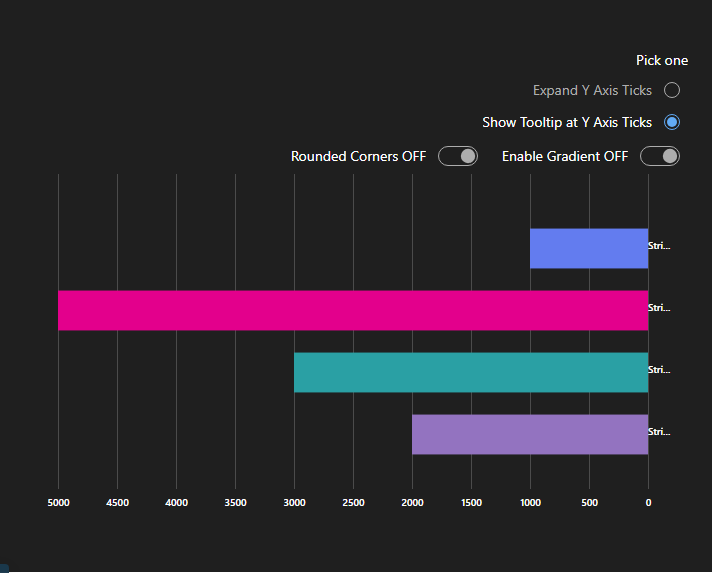 Pick one
Expand Y Axis Ticks
Show Tooltip at Y Axis Ticks
Rounded Corners OFF Enable Gradient OFF
Stri...
Stri...
Stri...
Stri...
5000 4500 4000 3500 3000 2500 2000 1500 1000 500 0